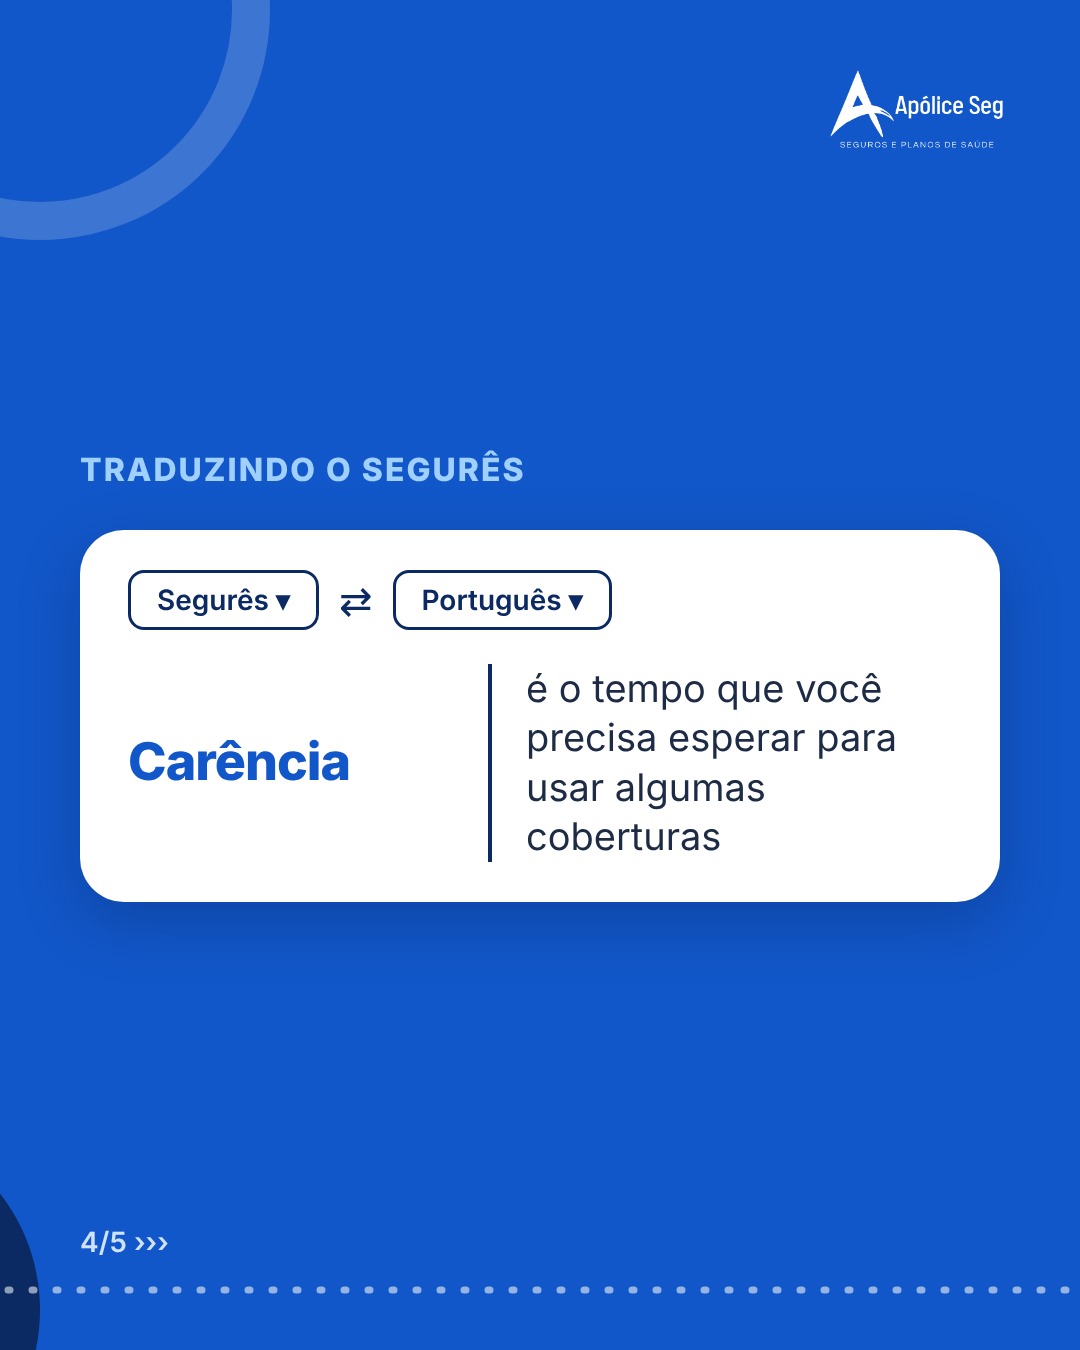 Apólice Seg
SEGUROS E PLANOS DE SAÚDE
TRADUZINDO O SEGURÊS
Segurês ▾ ⇄ Português ▾
Carência
é o tempo que você
precisa esperar para
usar algumas
coberturas
4/5 ›››